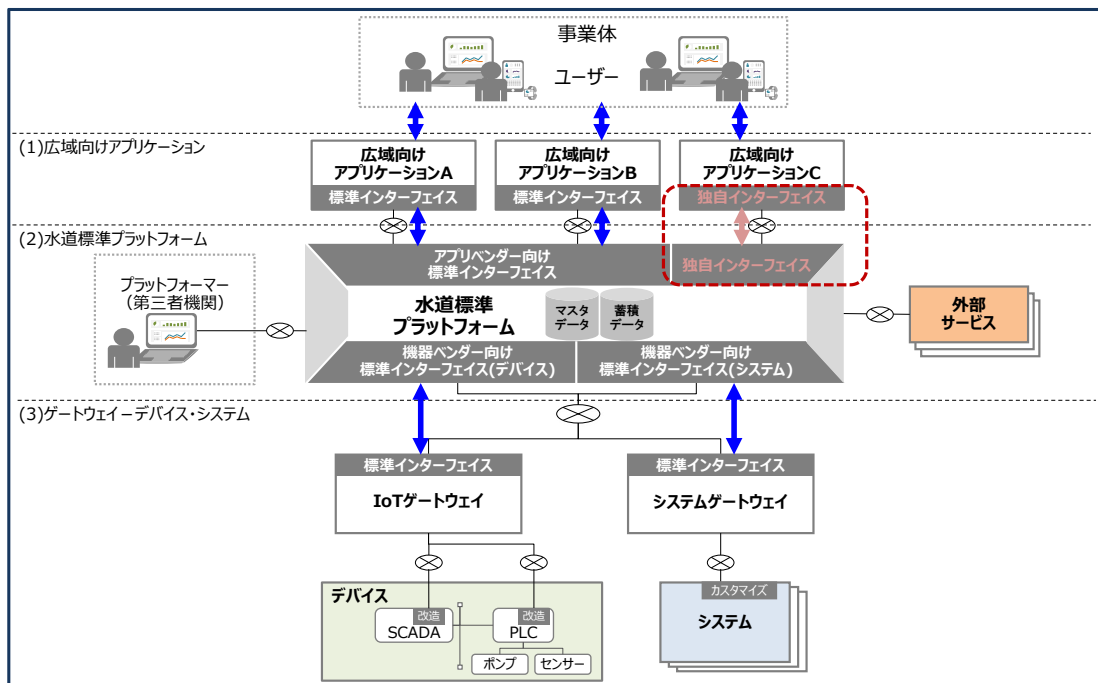 事業体
ユーザー
(1)広域向けアプリケーション
広域向け
アプリケーションA
標準インターフェイス
広域向け
アプリケーションB
標準インターフェイス
広域向け
アプリケーションC
独自インターフェイス
(2)水道標準プラットフォーム
アプリベンダー向け
標準インターフェイス
独自インターフェイス
プラットフォーマー
(第三者機関)
水道標準
プラットフォーム
マスタ
データ
蓄積
データ
外部
サービス
機器ベンダー向け
標準インターフェイス(デバイス)
機器ベンダー向け
標準インターフェイス(システム)
(3)ゲートウェイ－デバイス・システム
標準インターフェイス
IoTゲートウェイ
標準インターフェイス
システムゲートウェイ
デバイス
改造
SCADA
改造
PLC
ポンプ
センサー
カスタマイズ
システム